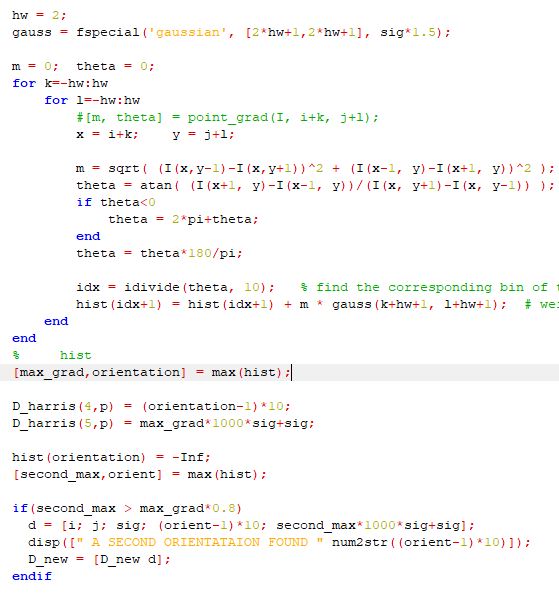 hw = 2;
gauss = fspecial('gaussian', [2*hw+1,2*hw+1], sig*1.5);
m = 0;  theta = 0;
for k=-hw:hw
for l=-hw:hw
#[m, theta] = point_grad(I, i+k, j+l);
x = i+k;    y = j+l;
m = sqrt( (I(x,y-1)-I(x,y+1))^2 + (I(x-1, y)-I(x+1, y))^2 );
theta = atan( (I(x+1, y)-I(x-1, y))/(I(x, y+1)-I(x, y-1)) );
if theta<0
theta = 2*pi+theta;
end
theta = theta*180/pi;
idx = idivide(theta, 10);   % find the corresponding bin of
hist(idx+1) = hist(idx+1) + m * gauss(k+hw+1, l+hw+1);  #
end
end
%     hist
[max_grad,orientation] = max(hist);
D_harris(4,p) = (orientation-1)*10;
D_harris(5,p) = max_grad*1000*sig+sig;
hist(orientation) = -Inf;
[second_max,orient] = max(hist);
if(second_max > max_grad*0.8)
d = [i; j; sig; (orient-1)*10; second_max*1000*sig+sig];
disp([" A SECOND ORIENTATAION FOUND " num2str((orient-1)*10)]);
D_new = [D_new d];
endif